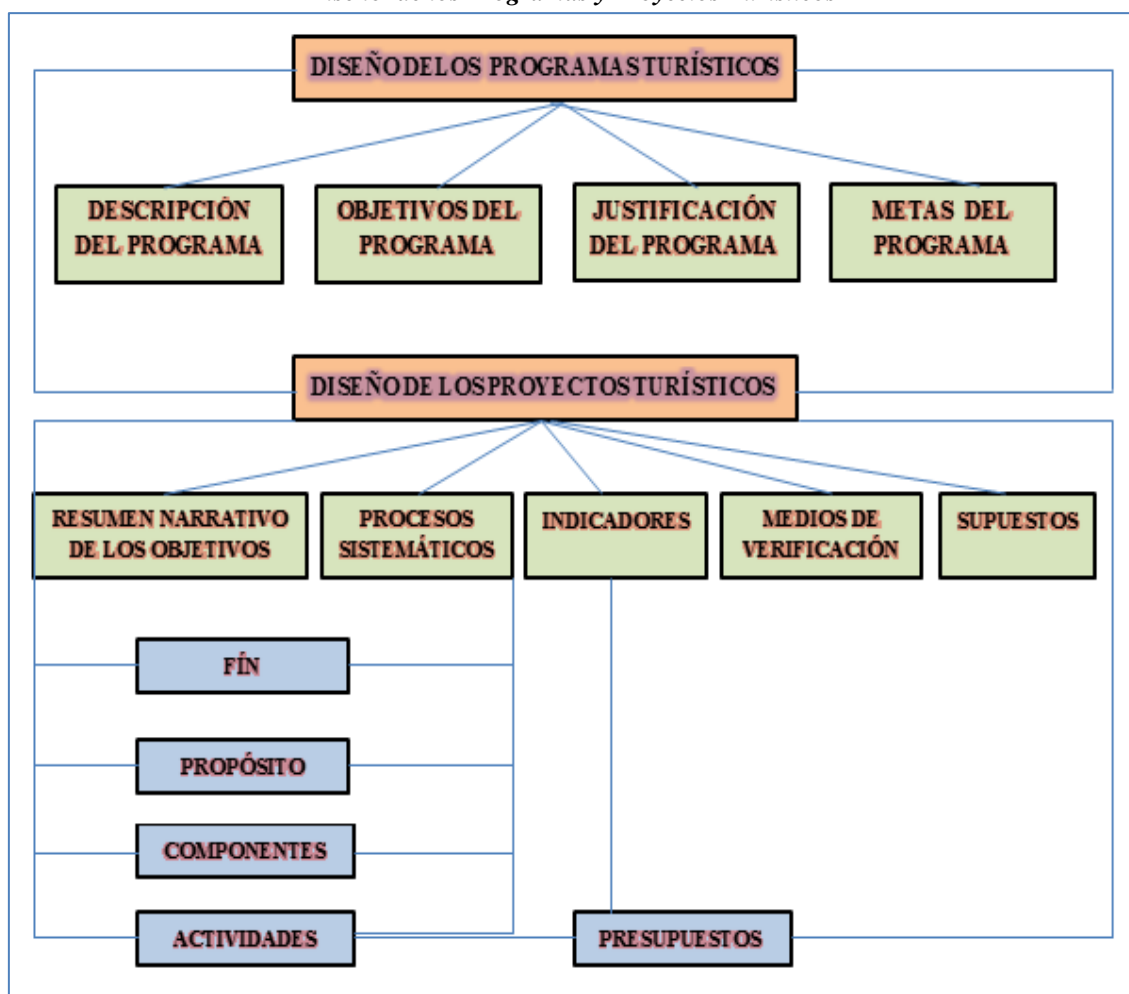 DISEÑO DE LOS PROGRAMAS TURÍSTICOS
DESCRIPCIÓN
DEL PROGRAMA
OBJETIVOS DEL
PROGRAMA
JUSTIFICACIÓN
DEL PROGRAMA
METAS DEL
PROGRAMA
DISEÑO DE LOS PROYECTOS TURÍSTICOS
RESUMEN NARRATIVO
DE LOS OBJETIVOS
PROCESOS
SISTEMÁTICOS
INDICADORES
MEDIOS DE
VERIFICACIÓN
SUPUESTOS
FÍN
PROPÓSITO
COMPONENTES
ACTIVIDADES
PRESUPUESTOS